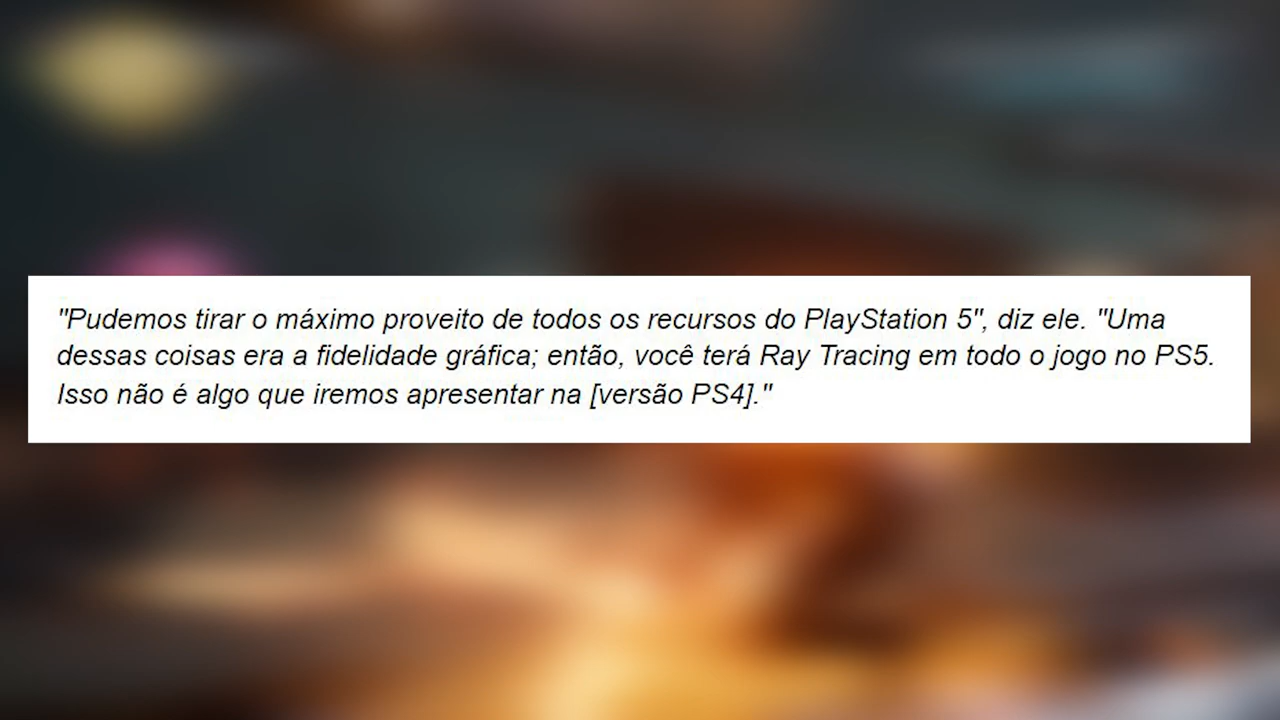 "Pudemos tirar o máximo proveito de todos os recursos do PlayStation 5", diz ele. "Uma
dessas coisas era a fidelidade gráfica; então, você terá Ray Tracing em todo o jogo no PS5.
Isso não é algo que iremos apresentar na [versão PS4]."